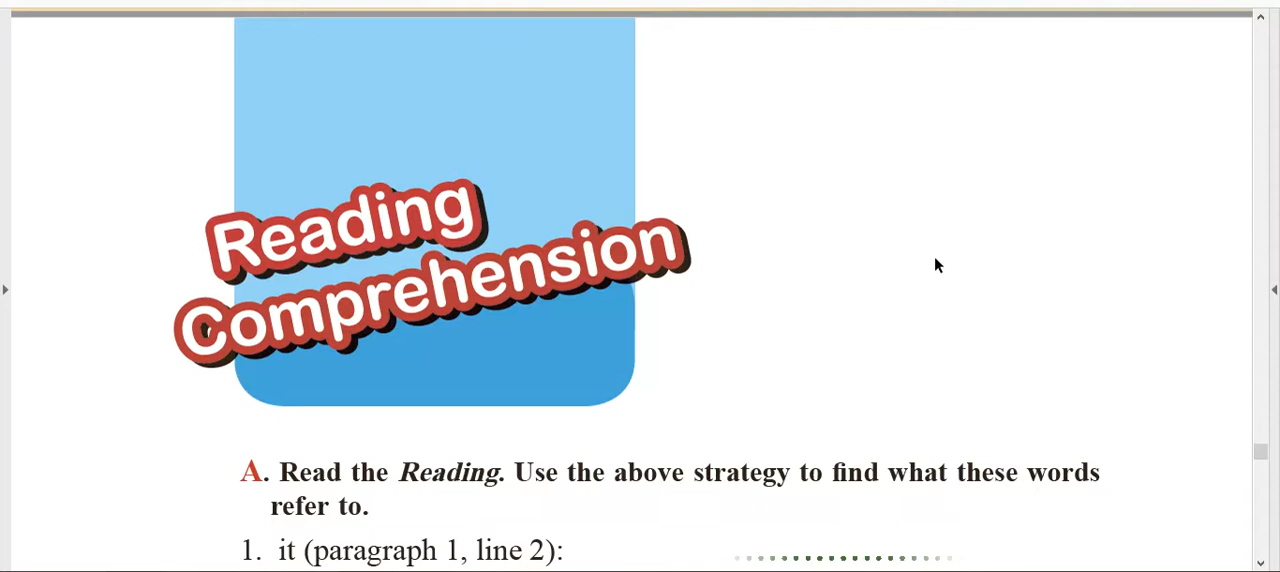 Reading
Comprehension
A. Read the Reading. Use the above strategy to find what these words
refer to.
1. it (paragraph 1, line 2):